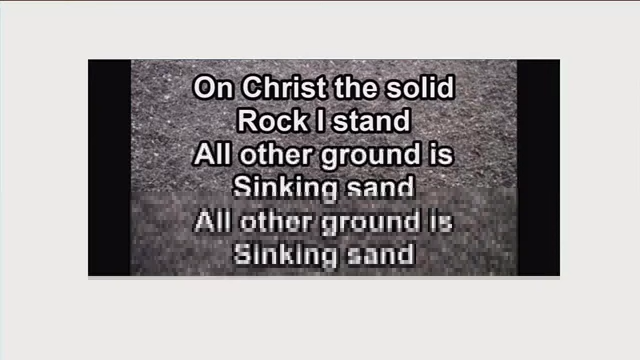 On Christ the solid
Rock I stand
All other ground is
Sinking sand
All other ground is
Sinking sand